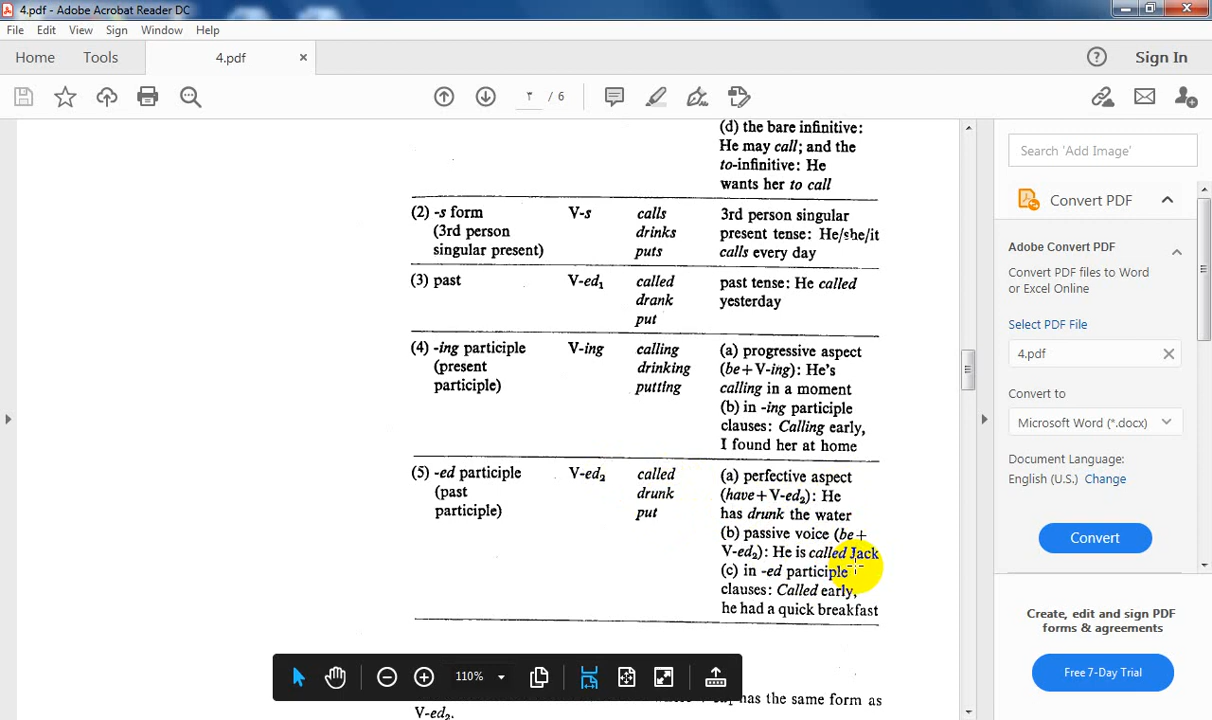 4.pdf - Adobe Acrobat Reader DC
File Edit View Sign Window Help
Home Tools 4.pdf × Sign In
٣ / 6
(d) the bare infinitive:
He may call; and the
to-infinitive: He
wants her to call
(2) -s form V-s calls 3rd person singular
(3rd person drinks present tense: He/she/it
singular present) puts calls every day
(3) past V-ed₁ called past tense: He called
drank yesterday
put
(4) -ing participle V-ing calling (a) progressive aspect
(present drinking (be+V-ing): He's
participle) putting calling in a moment
(b) in -ing participle
clauses: Calling early,
I found her at home
(5) -ed participle V-ed₂ called (a) perfective aspect
(past drunk (have+V-ed₂): He
participle) put has drunk the water
(b) passive voice (be+
V-ed₂): He is called Jack
(c) in -ed participle
clauses: Called early,
he had a quick breakfast
has the same form as
V-ed₂.
110%
Search 'Add Image'
Convert PDF
Adobe Convert PDF
Convert PDF files to Word
or Excel Online
Select PDF File
4.pdf
Convert to
Microsoft Word (*.docx)
Document Language:
English (U.S.) Change
Convert
Create, edit and sign PDF
forms & agreements
Free 7-Day Trial